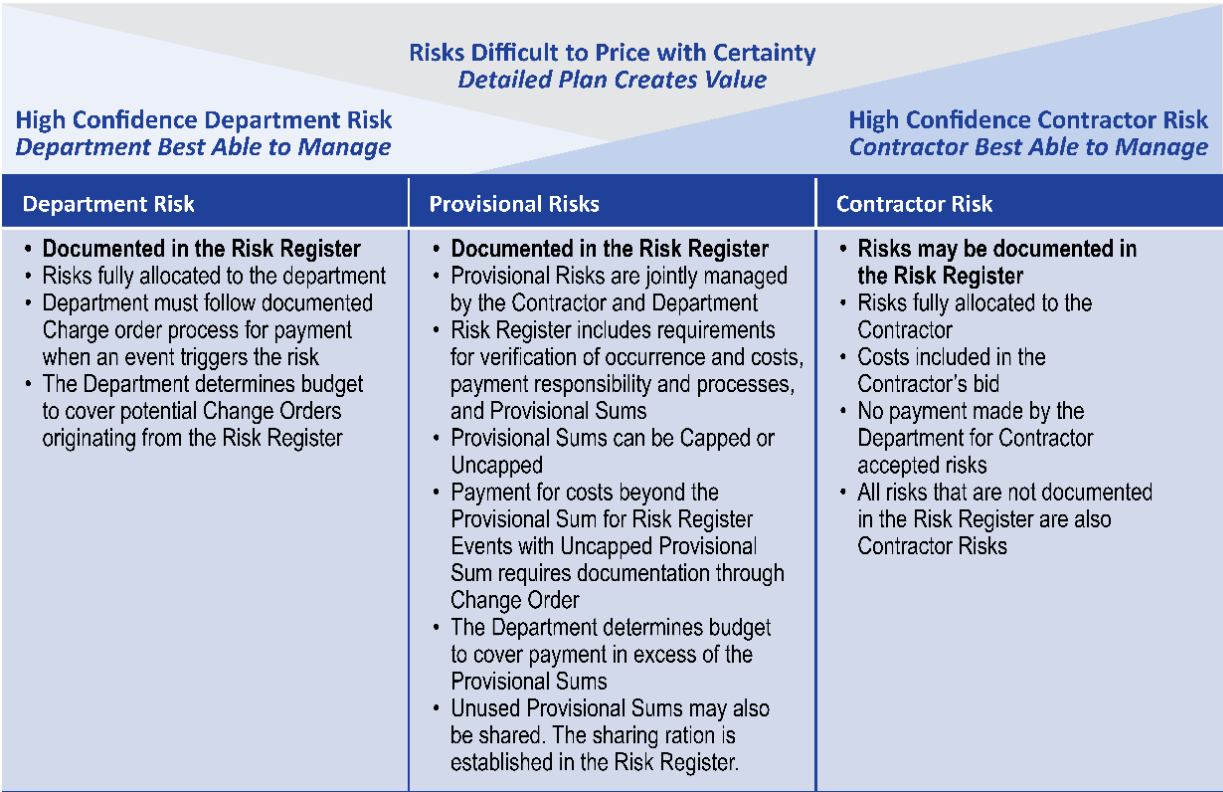 Risks Difficult to Price with Certainty
Detailed Plan Creates Value
High Confidence Department Risk
Department Best Able to Manage
High Confidence Contractor Risk
Contractor Best Able to Manage
Department Risk
• Documented in the Risk Register
• Risks fully allocated to the department
• Department must follow documented
Charge order process for payment
when an event triggers the risk
• The Department determines budget
to cover potential Change Orders
originating from the Risk Register
Provisional Risks
• Documented in the Risk Register
• Provisional Risks are jointly managed
by the Contractor and Department
• Risk Register includes requirements
for verification of occurrence and costs,
payment responsibility and processes,
and Provisional Sums
• Provisional Sums can be Capped or
Uncapped
• Payment for costs beyond the
Provisional Sum for Risk Register
Events with Uncapped Provisional
Sum requires documentation through
Change Order
• The Department determines budget
to cover payment in excess of the
Provisional Sums
• Unused Provisional Sums may also
be shared. The sharing ration is
established in the Risk Register.
Contractor Risk
• Risks may be documented in
the Risk Register
• Risks fully allocated to the
Contractor
• Costs included in the
Contractor's bid
• No payment made by the
Department for Contractor
accepted risks
• All risks that are not documented
in the Risk Register are also
Contractor Risks